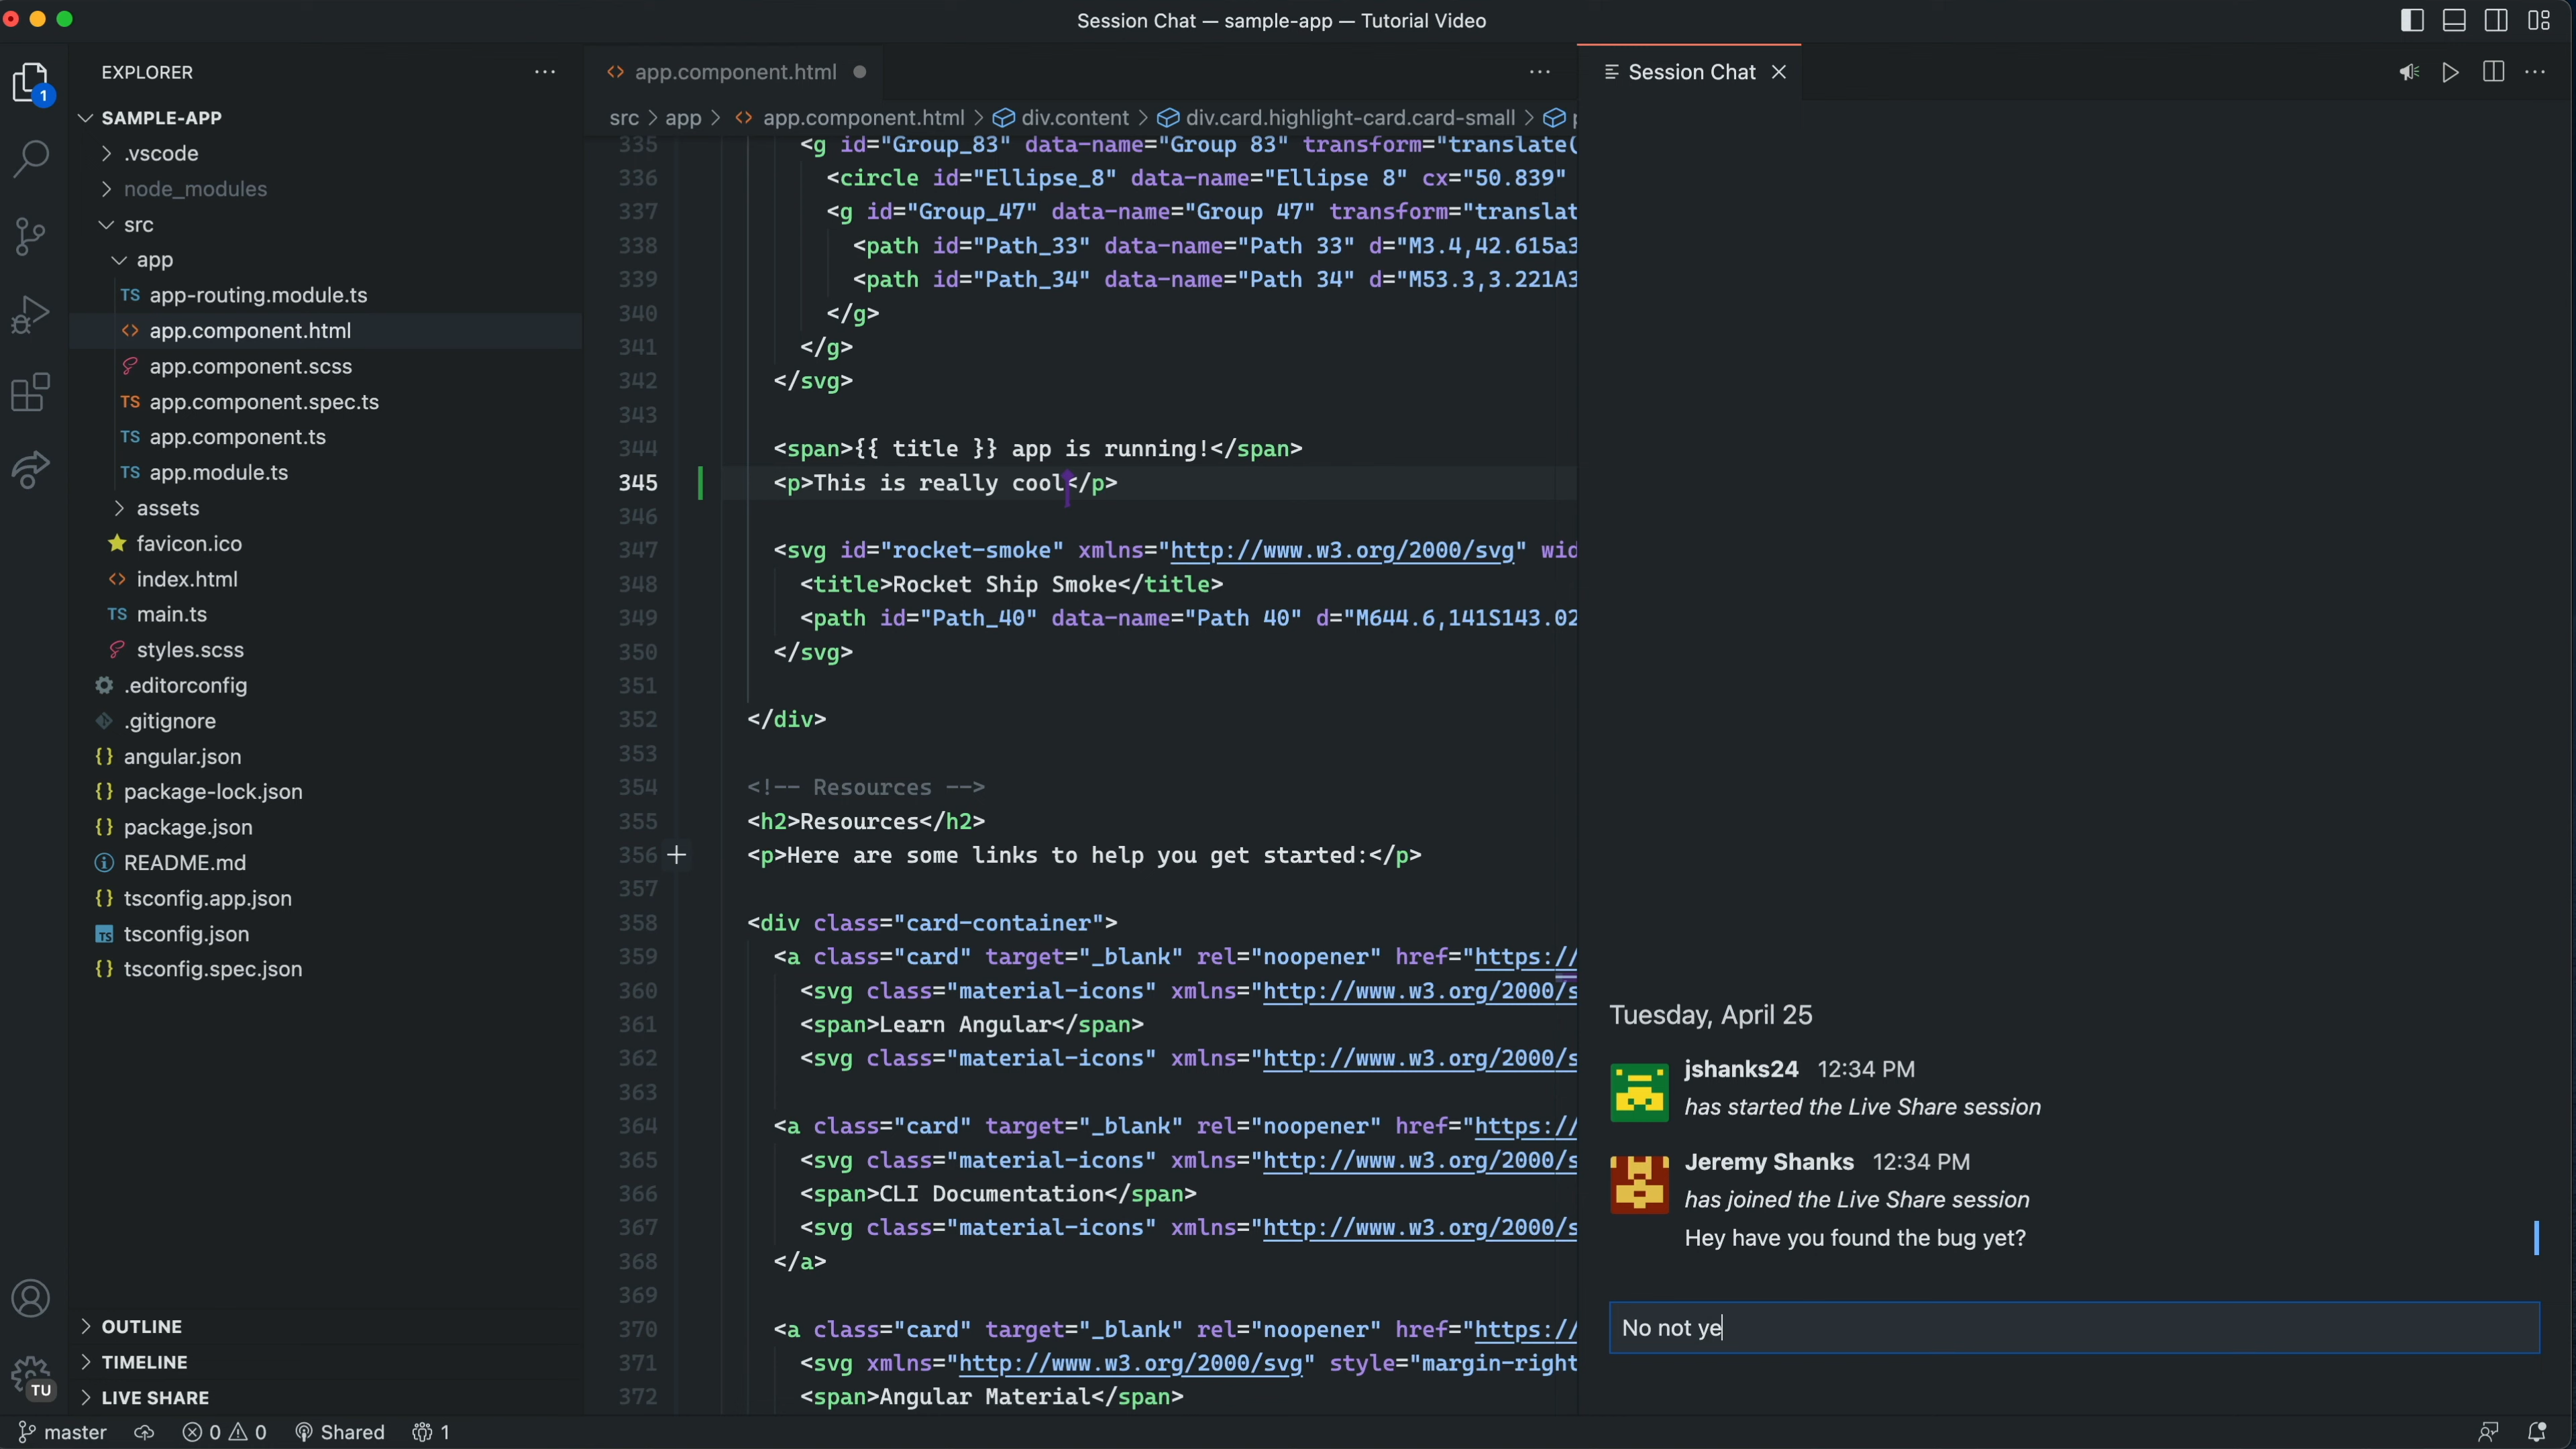 Session Chat — sample-app — Tutorial Video
EXPLORER
1
SAMPLE-APP
.vscode
node_modules
src
app
TS app-routing.module.ts
<> app.component.html
app.component.scss
TS app.component.spec.ts
TS app.component.ts
TS app.module.ts
assets
favicon.ico
<> index.html
TS main.ts
styles.scss
.editorconfig
.gitignore
{} angular.json
{} package-lock.json
{} package.json
README.md
{} tsconfig.app.json
TS tsconfig.json
{} tsconfig.spec.json
OUTLINE
TIMELINE
LIVE SHARE
TU
<> app.component.html
src > app > <> app.component.html > div.content > div.card.highlight-card.card-small >
335 <g id="Group_83" data-name="Group 83" transform="translate(
336 <circle id="Ellipse_8" data-name="Ellipse 8" cx="50.839"
337 <g id="Group_47" data-name="Group 47" transform="translat
338 <path id="Path_33" data-name="Path 33" d="M3.4,42.615a3
339 <path id="Path_34" data-name="Path 34" d="M53.3,3.221A3
340 </g>
341 </g>
342 </svg>
343
344 <span>{{ title }} app is running!</span>
345 <p>This is really cool</p>
346
347 <svg id="rocket-smoke" xmlns="http://www.w3.org/2000/svg" wid
348 <title>Rocket Ship Smoke</title>
349 <path id="Path_40" data-name="Path 40" d="M644.6,141S143.02
350 </svg>
351
352 </div>
353
354 <!-- Resources -->
355 <h2>Resources</h2>
356 <p>Here are some links to help you get started:</p>
357
358 <div class="card-container">
359 <a class="card" target="_blank" rel="noopener" href="https://
360 <svg class="material-icons" xmlns="http://www.w3.org/2000/s
361 <span>Learn Angular</span>
362 <svg class="material-icons" xmlns="http://www.w3.org/2000/s
363
364 <a class="card" target="_blank" rel="noopener" href="https://
365 <svg class="material-icons" xmlns="http://www.w3.org/2000/s
366 <span>CLI Documentation</span>
367 <svg class="material-icons" xmlns="http://www.w3.org/2000/s
368 </a>
369
370 <a class="card" target="_blank" rel="noopener" href="https://
371 <svg xmlns="http://www.w3.org/2000/svg" style="margin-right
372 <span>Angular Material</span>
Session Chat
Tuesday, April 25
jshanks24 12:34 PM
has started the Live Share session
Jeremy Shanks 12:34 PM
has joined the Live Share session
Hey have you found the bug yet?
No not ye
master 0 0 Shared 1